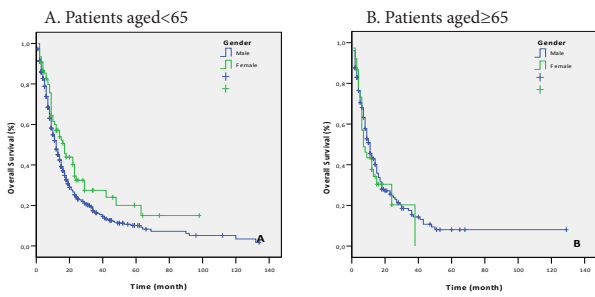 A. Patients aged<65
Gender
Male
Female
Overall Survival (%)
1,0
0,8
0,6
0,4
0,2
0,0
0
20
40
60
80
100
120
140
Time (month)
A
B. Patients aged≥65
Gender
Male
Female
Overall Survival (%)
1,0
0,8
0,6
0,4
0,2
0,0
0
20
40
60
80
100
120
140
Time (month)
B